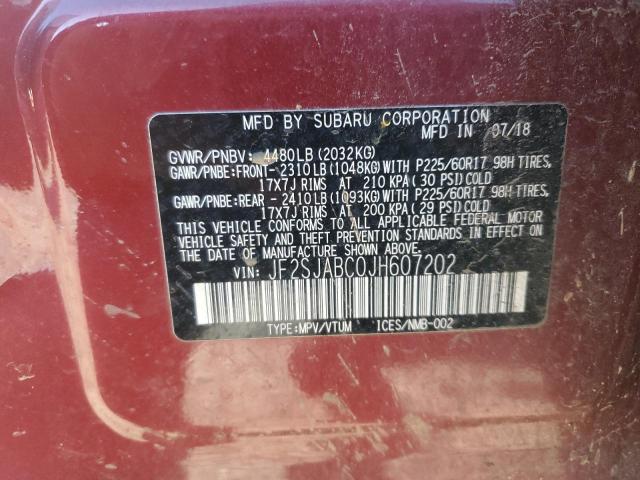 MFD BY SUBARU CORPORATION
MFD IN 07/18
GVWR/PNBV: 4480LB (2032KG)
GAWR/PNBE:FRONT-2310LB (1048KG) WITH P225/60R17 98H TIRES,
17X7J RIMS AT 210 KPA (30 PSI) COLD
GAWR/PNBE:REAR - 2410LB (1093KG) WITH P225/60R17 98H TIRES,
17X7J RIMS AT 200 KPA (29 PSI) COLD
THIS VEHICLE CONFORMS TO ALL APPLICABLE FEDERAL MOTOR
VEHICLE SAFETY AND THEFT PREVENTION STANDARDS IN EFFECT ON
THE DATE OF MANUFACTURE SHOWN ABOVE.
VIN: JF2SJABC0JH607202
TYPE:MPV/VTUM ICES/NMB-002